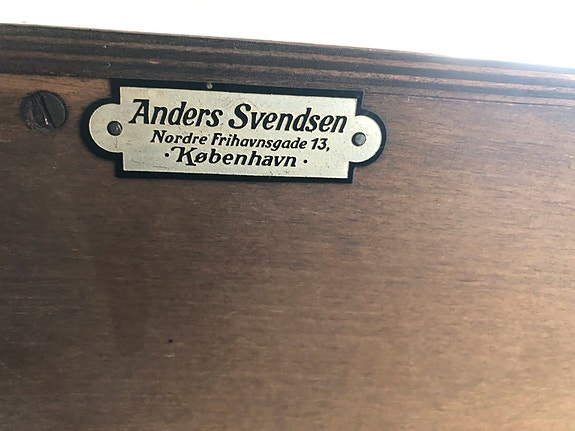 Anders Svendsen
Nordre Frihavnsgade 13,
· København ·